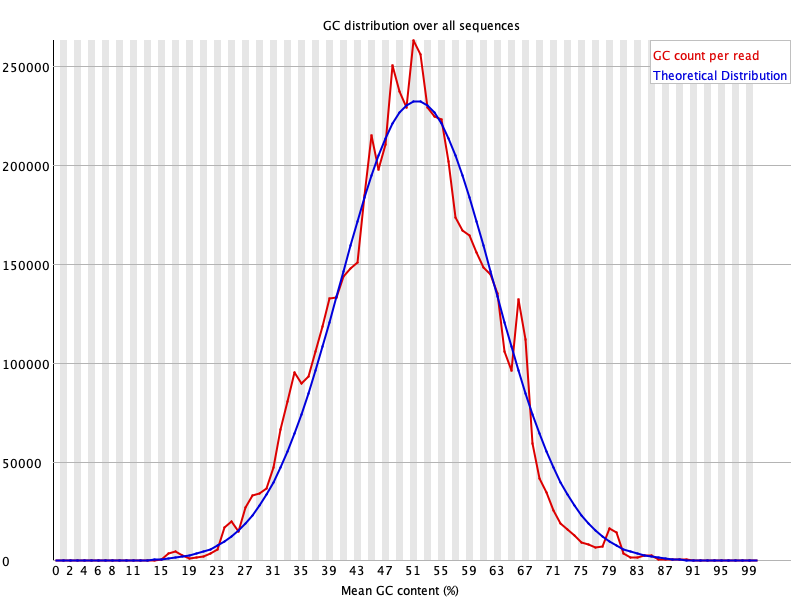 GC distribution over all sequences
GC count per read
Theoretical Distribution
250000
200000
150000
100000
50000
0
0 2 4 6 8 11 15 19 23 27 31 35 39 43 47 51 55 59 63 67 71 75 79 83 87 91 95 99
Mean GC content (%)